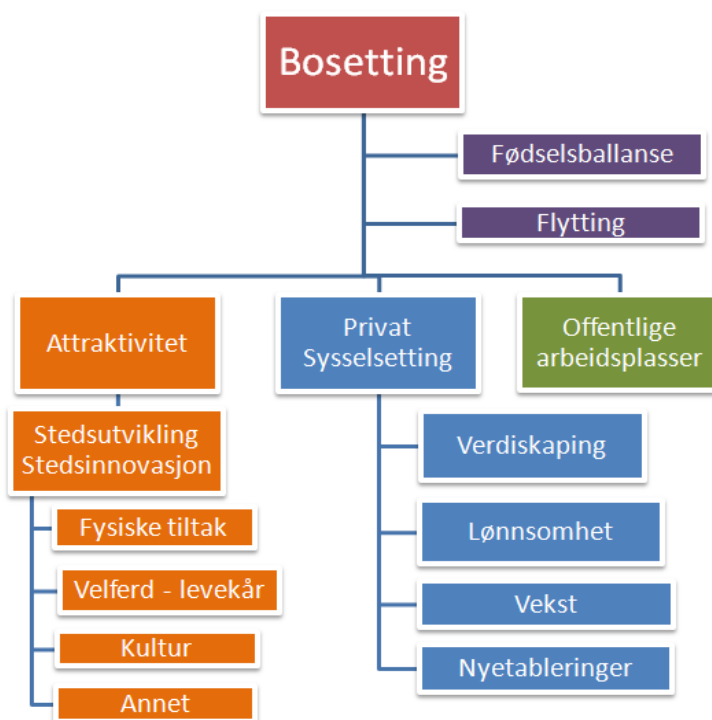 Bosetting
Fødselsballanse
Flytting
Attraktivitet
Privat
Sysselsetting
Offentlige
arbeidsplasser
Stedsutvikling
Stedsinnovasjon
Fysiske tiltak
Velferd - levekår
Kultur
Annet
Verdiskaping
Lønnsomhet
Vekst
Nyetableringer